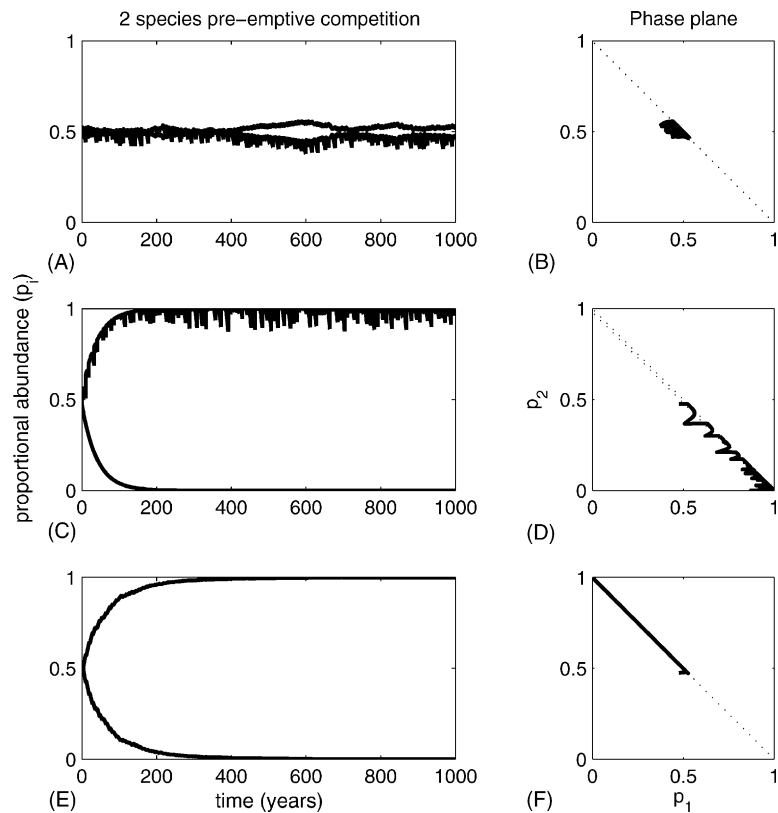 2 species pre-emptive competition
Phase plane
1
0.5
0
0 200 400 600 800 1000
(A)
1
0.5
0
0 0.5 1
(B)
proportional abundance (pi)
1
0.5
0
0 200 400 600 800 1000
(C)
p2
1
0.5
0
0 0.5 1
(D)
1
0.5
0
0 200 400 600 800 1000
(E)
time (years)
1
0.5
0
0 0.5 1
(F)
p1